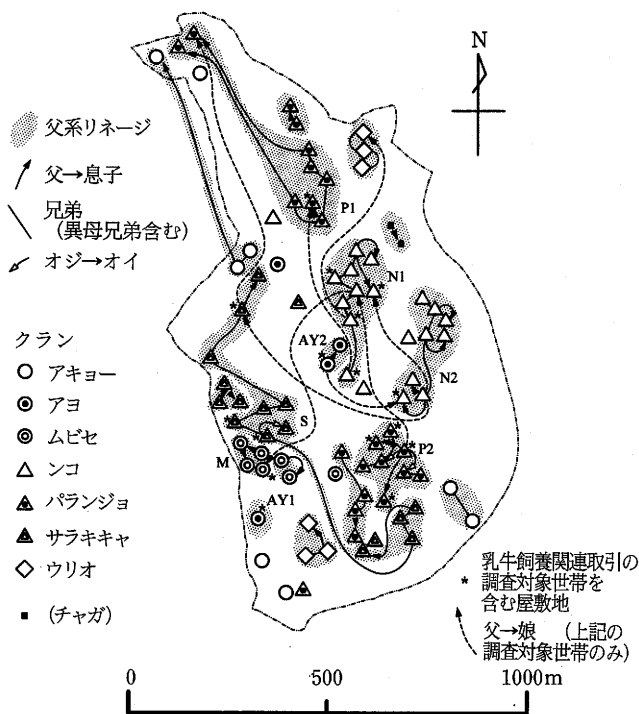 N
父系リネージ
父→息子
兄弟
(異母兄弟含む)
オジ→オイ
クラン
アキョー
アヨ
ムビセ
ンコ
パランジョ
サラキキャ
ウリオ
(チャガ)
P1
N1
AY2
N2
S
M
P2
AY1
乳牛飼養関連取引の
* 調査対象世帯を
含む屋敷地
父→娘 (上記の
調査対象世帯のみ)
0 500 1000m